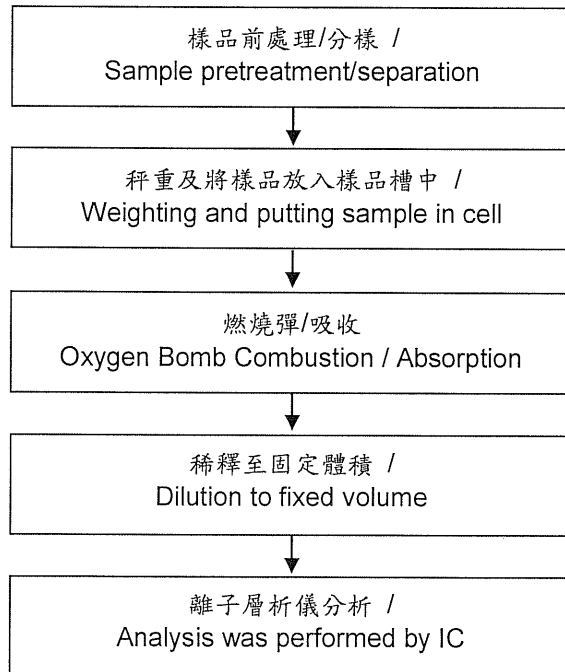 樣品前處理/分樣 /
Sample pretreatment/separation
秤重及將樣品放入樣品槽中 /
Weighting and putting sample in cell
燃燒彈/吸收
Oxygen Bomb Combustion / Absorption
稀釋至固定體積 /
Dilution to fixed volume
離子層析儀分析 /
Analysis was performed by IC